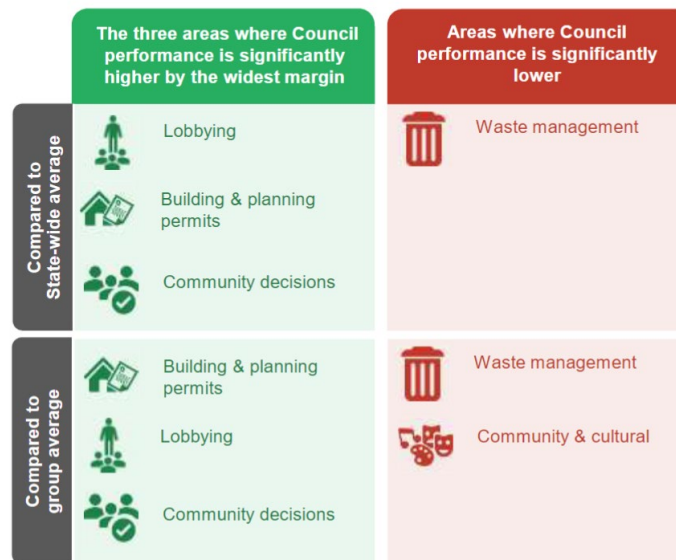 The three areas where Council
performance is significantly
higher by the widest margin
Areas where Council
performance is significantly
lower
Compared to
State-wide average
Lobbying
Building & planning
permits
Community decisions
Waste management
Compared to
group average
Building & planning
permits
Lobbying
Community decisions
Waste management
Community & cultural